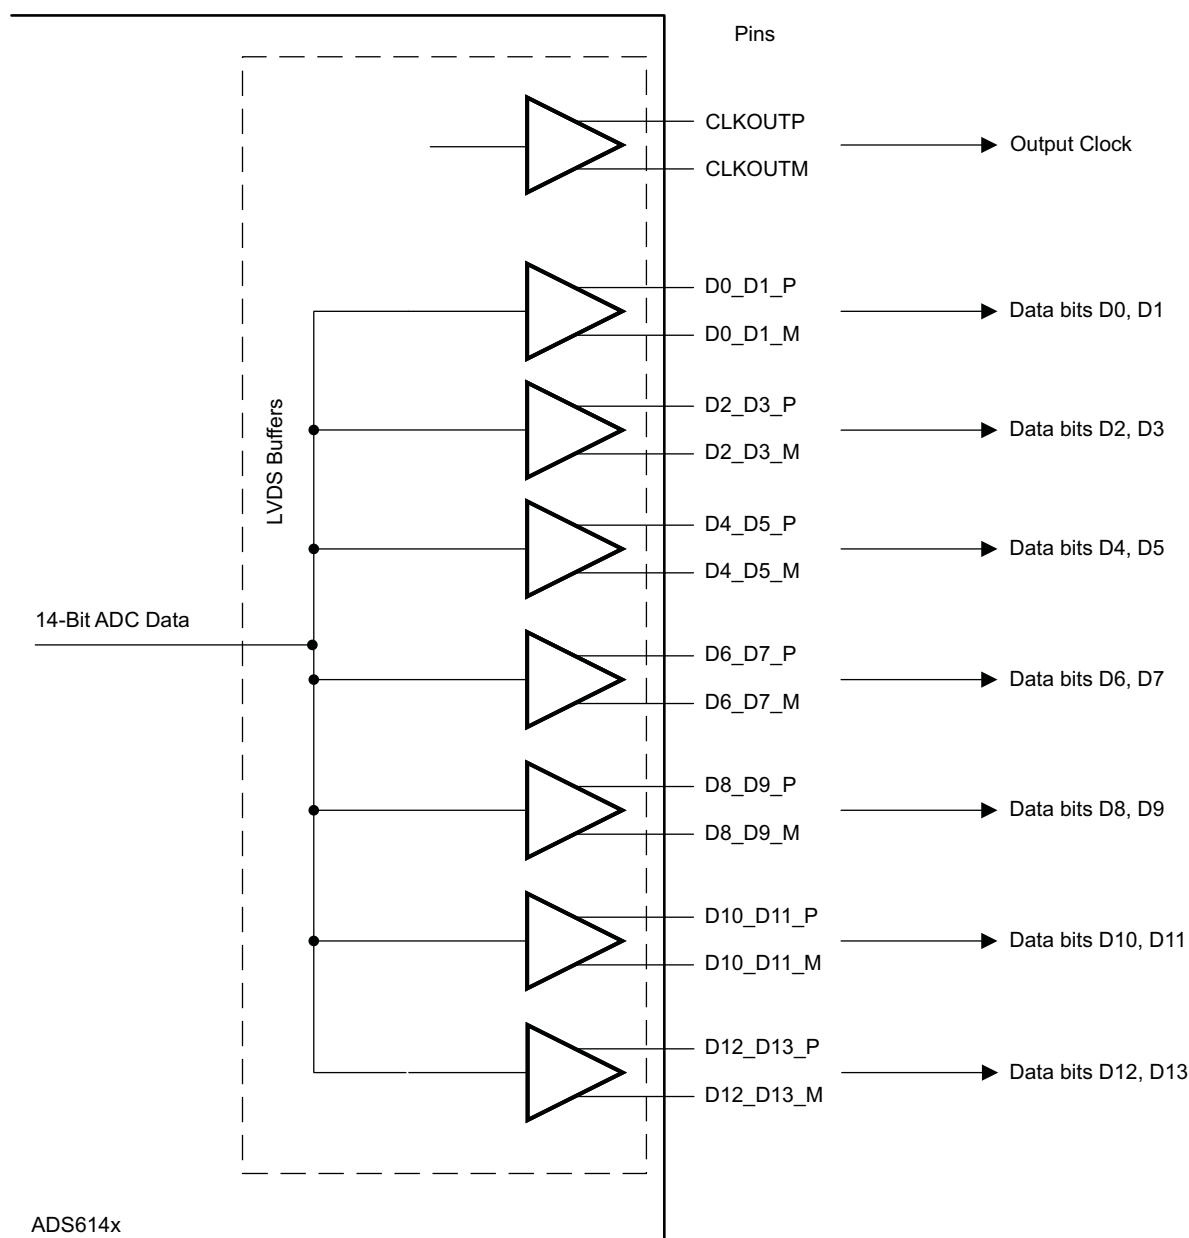 Pins
CLKOUTP
CLKOUTM
Output Clock
D0_D1_P
D0_D1_M
Data bits D0, D1
D2_D3_P
D2_D3_M
Data bits D2, D3
LVDS Buffers
D4_D5_P
D4_D5_M
Data bits D4, D5
14-Bit ADC Data
D6_D7_P
D6_D7_M
Data bits D6, D7
D8_D9_P
D8_D9_M
Data bits D8, D9
D10_D11_P
D10_D11_M
Data bits D10, D11
D12_D13_P
D12_D13_M
Data bits D12, D13
ADS614x